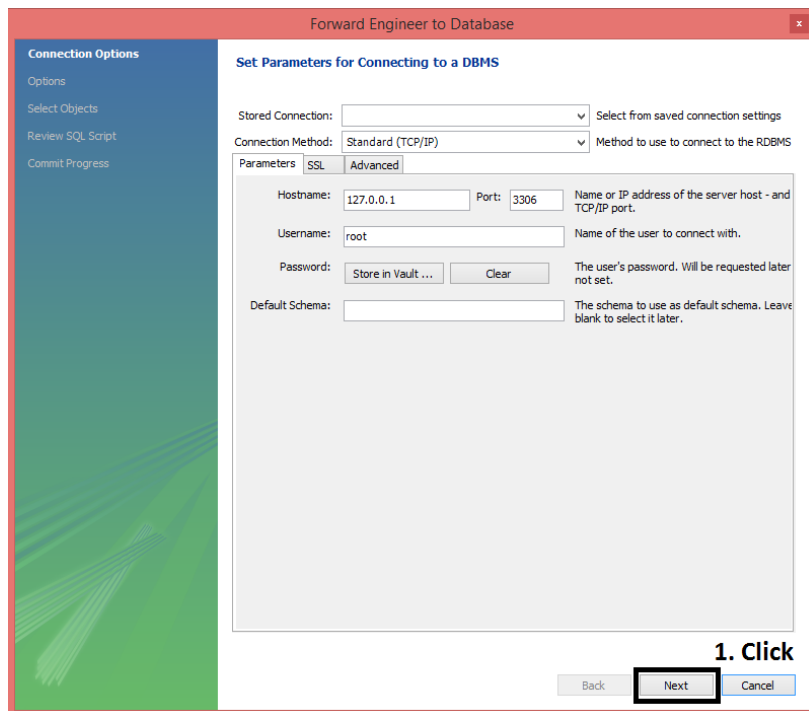 Forward Engineer to Database
x
Connection Options
Options
Select Objects
Review SQL Script
Commit Progress
Set Parameters for Connecting to a DBMS
Stored Connection: Select from saved connection settings
Connection Method: Standard (TCP/IP) Method to use to connect to the RDBMS
Parameters SSL Advanced
Hostname: 127.0.0.1 Port: 3306 Name or IP address of the server host - and
TCP/IP port.
Username: root Name of the user to connect with.
Password: Store in Vault ... Clear The user's password. Will be requested later
not set.
Default Schema: The schema to use as default schema. Leave
blank to select it later.
1. Click
Back Next Cancel